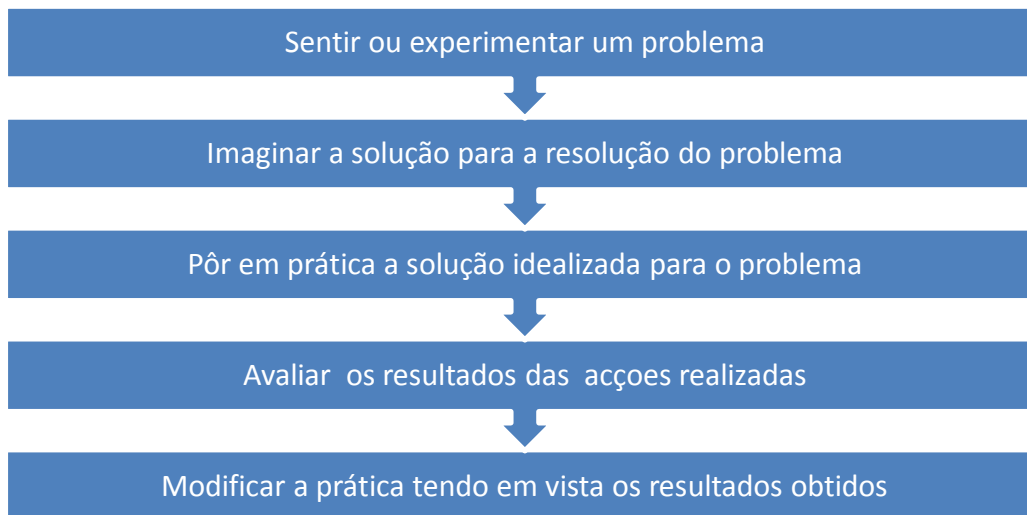 Sentir ou experimentar um problema
Imaginar a solução para a resolução do problema
Pôr em prática a solução idealizada para o problema
Avaliar  os resultados das  acçoes realizadas
Modificar a prática tendo em vista os resultados obtidos